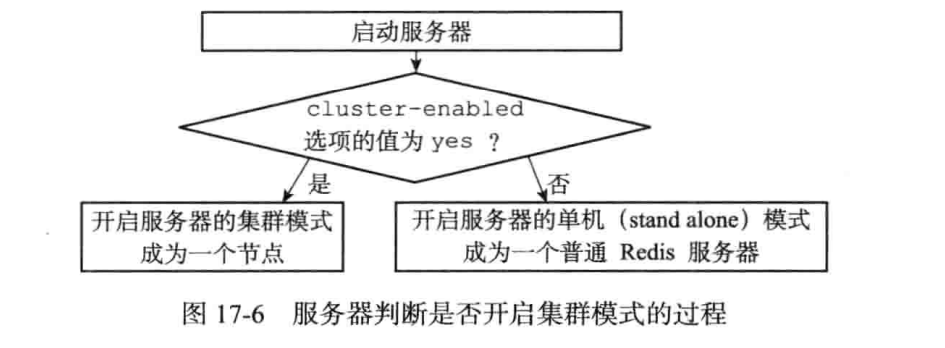 启动服务器
cluster-enabled
选项的值为 yes ?
是
否
开启服务器的集群模式
成为一个节点
开启服务器的单机（stand alone）模式
成为一个普通 Redis 服务器
图 17-6 服务器判断是否开启集群模式的过程